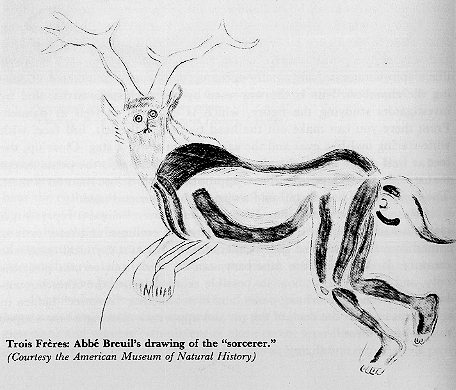 Trois Frères: Abbé Breuil's drawing of the "sorcerer."
(Courtesy the American Museum of Natural History)